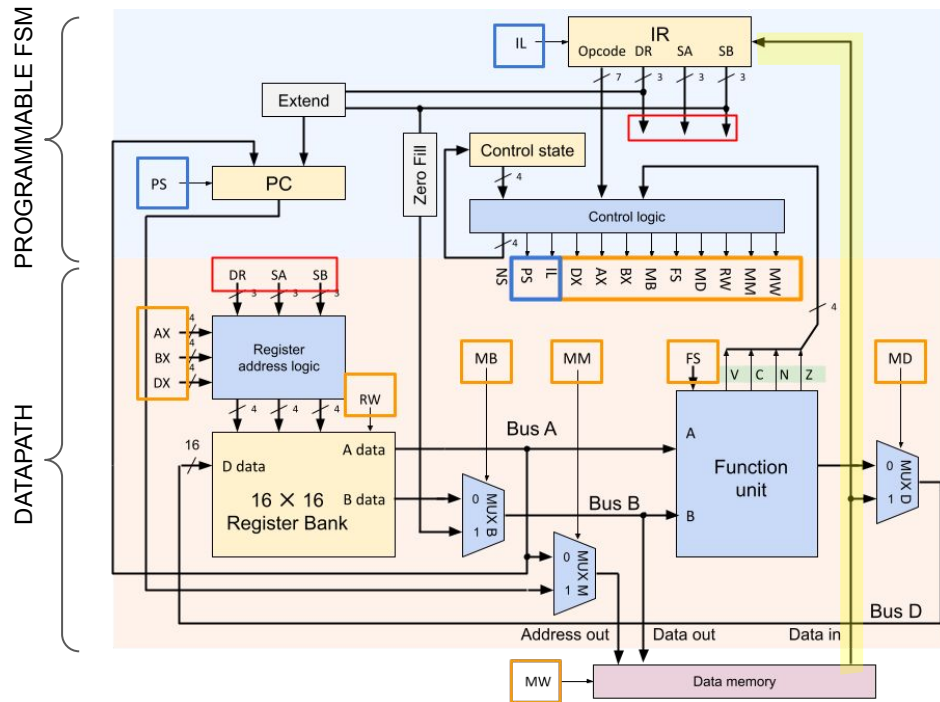 PROGRAMMABLE FSM
DATAPATH
IR
IL
Opcode DR SA SB
7 3 3 3
Extend
Zero Fill
Control state
4
PS
PC
Control logic
4
NS PS IL DX AX BX MB FS MD RW MM MW
4
DR SA SB
3 3 3
AX 4
BX 4
DX 4
Register
address logic
4 4 4
RW
MB
MM
FS
V C N Z
MD
16
D data
A data
B data
16 × 16
Register Bank
Bus A
0
MUX B
1
Bus B
0
MUX M
1
A
B
Function
unit
0
MUX D
1
Bus D
Address out
Data out
Data in
MW
Data memory